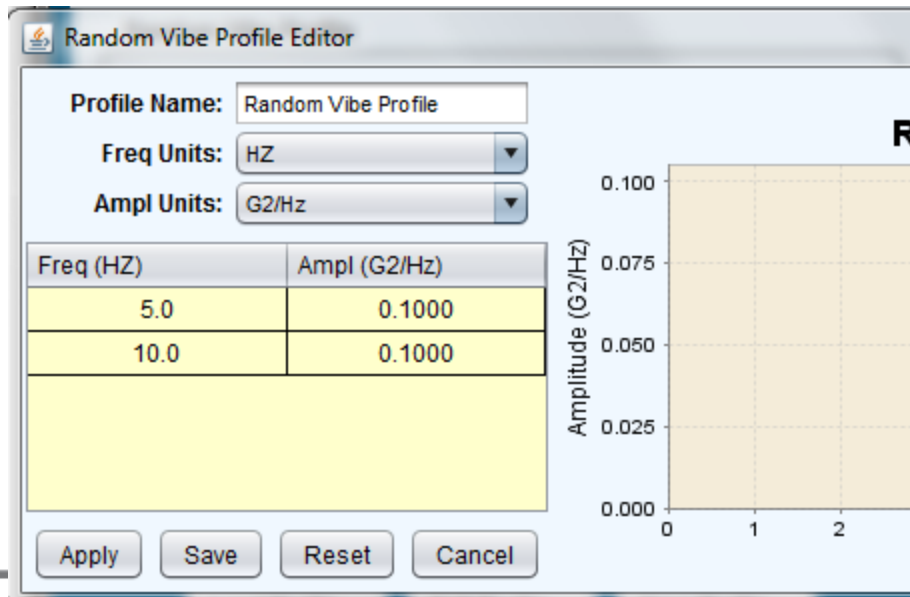 Random Vibe Profile Editor
Profile Name: Random Vibe Profile
Freq Units: HZ
Ampl Units: G2/Hz
Freq (HZ) Ampl (G2/Hz)
5.0 0.1000
10.0 0.1000
Apply Save Reset Cancel
R
Amplitude (G2/Hz)
0.100
0.075
0.050
0.025
0.000
0 1 2